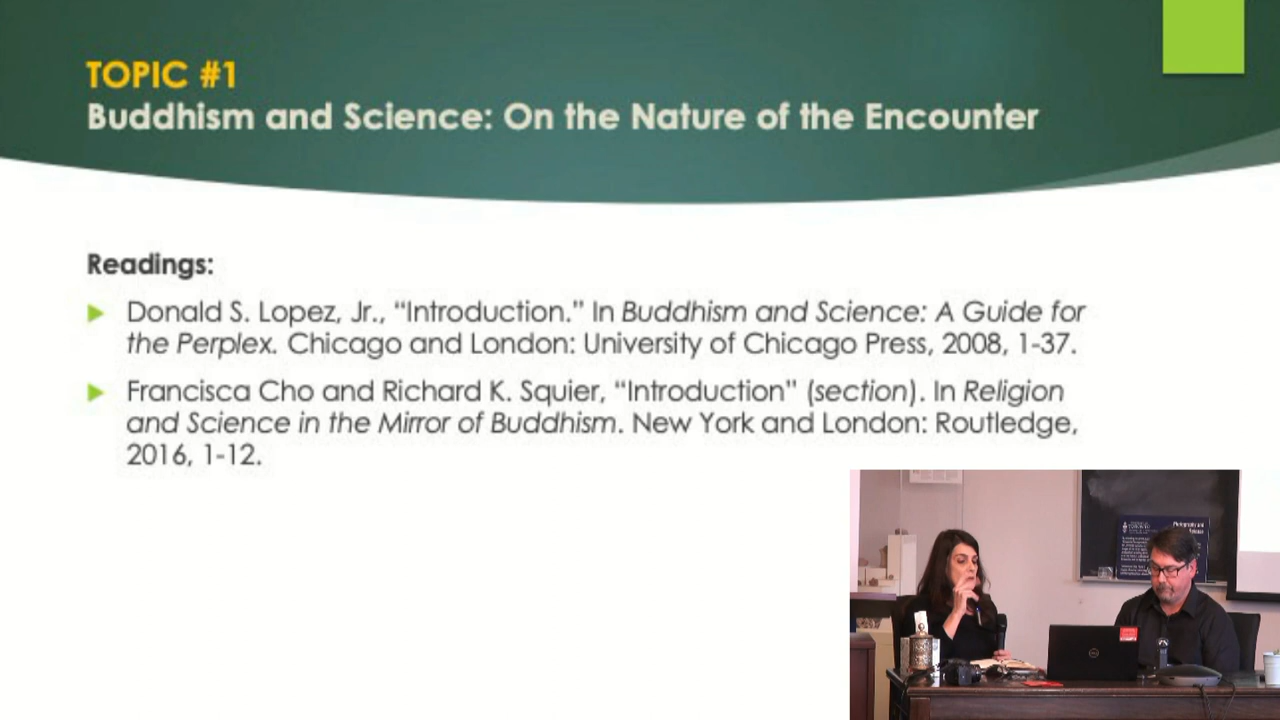 TOPIC #1
Buddhism and Science: On the Nature of the Encounter
Readings:
Donald S. Lopez, Jr., “Introduction.” In Buddhism and Science: A Guide for
the Perplex. Chicago and London: University of Chicago Press, 2008, 1-37.
Francisca Cho and Richard K. Squier, “Introduction” (section). In Religion
and Science in the Mirror of Buddhism. New York and London: Routledge,
2016, 1-12.